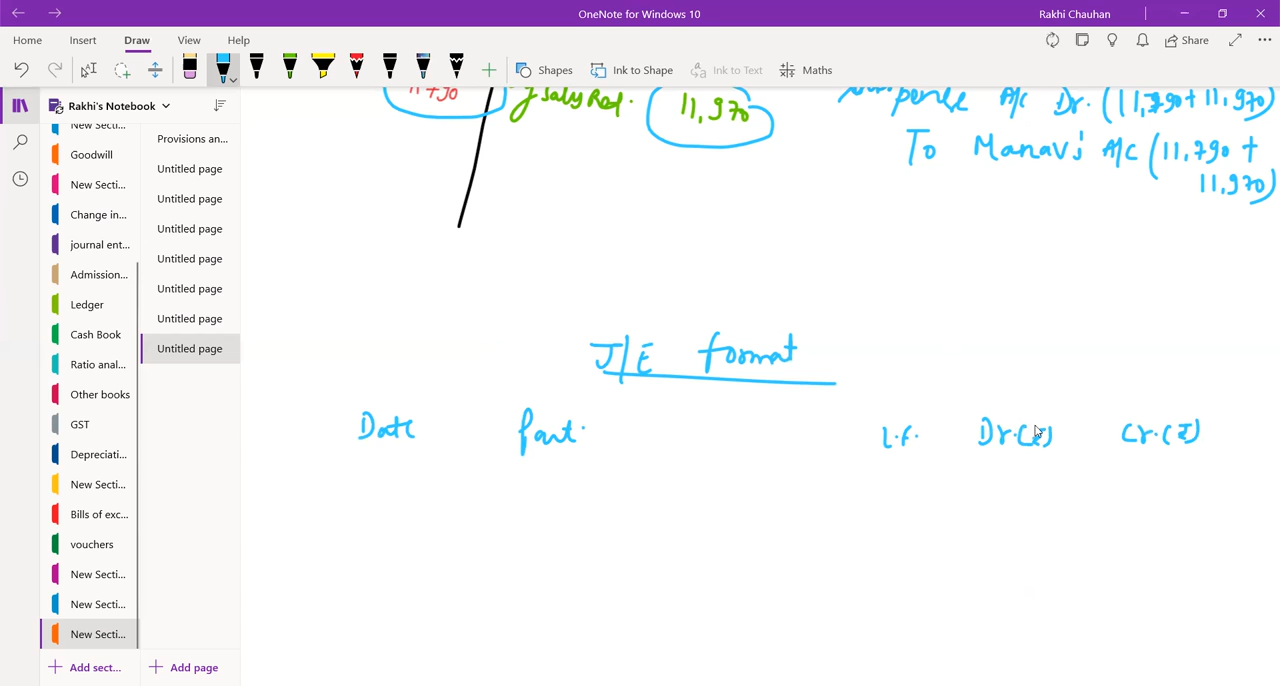 OneNote for Windows 10
Rakhi Chauhan
Home Insert Draw View Help
Share
Shapes Ink to Shape Ink to Text Maths
Rakhi's Notebook
New Secti...
Goodwill
New Secti...
Change in...
journal ent...
Admission...
Ledger
Cash Book
Ratio anal...
Other books
GST
Depreciati...
New Secti...
Bills of exc...
vouchers
New Secti...
New Secti...
New Secti...
Add sect...
Provisions an...
Untitled page
Untitled page
Untitled page
Untitled page
Untitled page
Untitled page
Untitled page
Add page
11,970
A/c Dr. (11,790 + 11,970)
To Manav's A/c (11,790 +
11,970)
J/E format
Date Part. L.F. Dr.(₹) Cr.(₹)